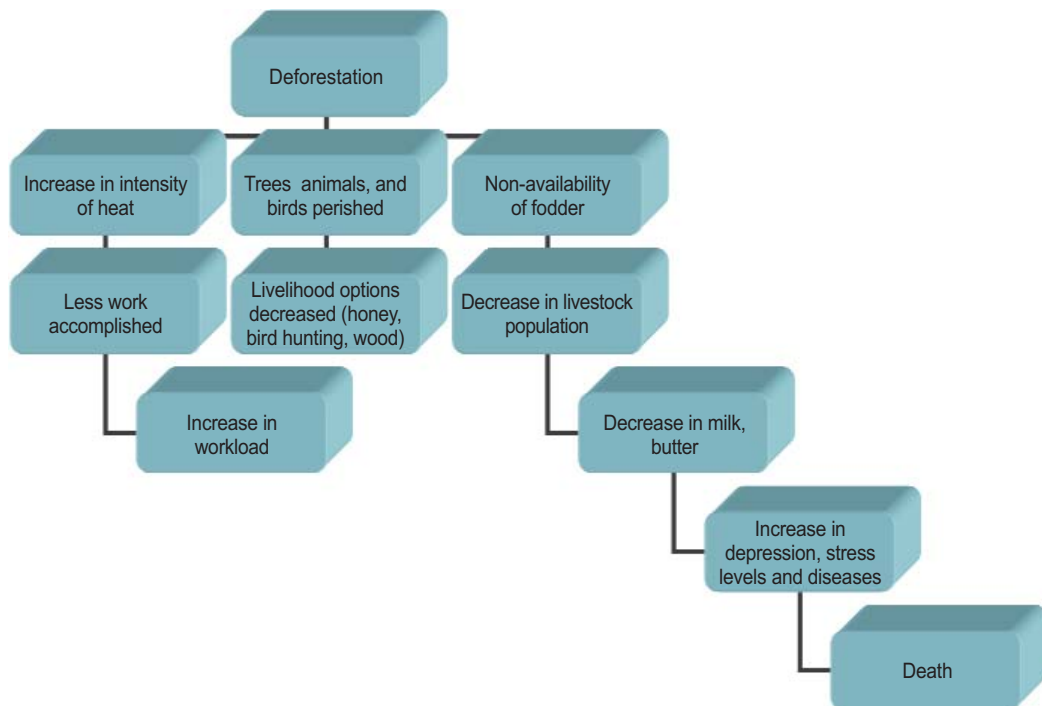 Deforestation
Increase in intensity
of heat
Trees animals, and
birds perished
Non-availability
of fodder
Less work
accomplished
Livelihood options
decreased (honey,
bird hunting, wood)
Decrease in livestock
population
Increase in
workload
Decrease in milk,
butter
Increase in
depression, stress
levels and diseases
Death